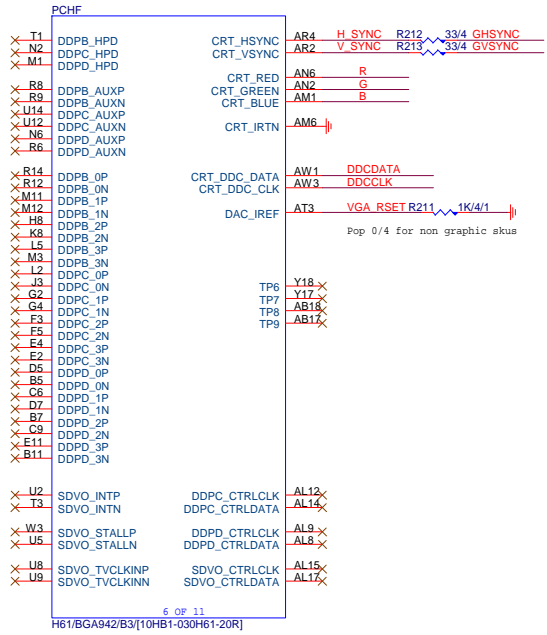 PCHF
T1 DDPB_HPD CRT_HSYNC AR4 H_SYNC R212 33/4 GHSYNC
N2 DDPC_HPD CRT_VSYNC AR2 V_SYNC R213 33/4 GVSYNC
M1 DDPD_HPD
CRT_RED AN6 R
R8 DDPB_AUXP CRT_GREEN AN2 G
R9 DDPB_AUXN CRT_BLUE AM1 B
U14 DDPC_AUXP
U12 DDPC_AUXN CRT_IRTN AM6
N6 DDPD_AUXP
R6 DDPD_AUXN
R14 DDPB_0P CRT_DDC_DATA AW1 DDCDATA
R12 DDPB_0N CRT_DDC_CLK AW3 DDCCLK
M11 DDPB_1P
M12 DDPB_1N DAC_IREF AT3 VGA_RSET R211 1K/4/1
H8 DDPB_2P
K8 DDPB_2N Pop 0/4 for non graphic skus
L5 DDPB_3P
M3 DDPB_3N
L2 DDPC_0P
J3 DDPC_0N TP6 Y18
G2 DDPC_1P TP7 Y17
G4 DDPC_1N TP8 AB18
F3 DDPC_2P TP9 AB17
F5 DDPC_2N
E4 DDPC_3P
E2 DDPC_3N
D5 DDPD_0P
B5 DDPD_0N
C6 DDPD_1P
D7 DDPD_1N
B7 DDPD_2P
C9 DDPD_2N
E11 DDPD_3P
B11 DDPD_3N
U2 SDVO_INTP DDPC_CTRLCLK AL12
T3 SDVO_INTN DDPC_CTRLDATA AL14
W3 SDVO_STALLP DDPD_CTRLCLK AL9
U5 SDVO_STALLN DDPD_CTRLDATA AL8
U8 SDVO_TVCLKINP SDVO_CTRLCLK AL15
U9 SDVO_TVCLKINN SDVO_CTRLDATA AL17
6 OF 11
H61/BGA942/B3/[10HB1-030H61-20R]